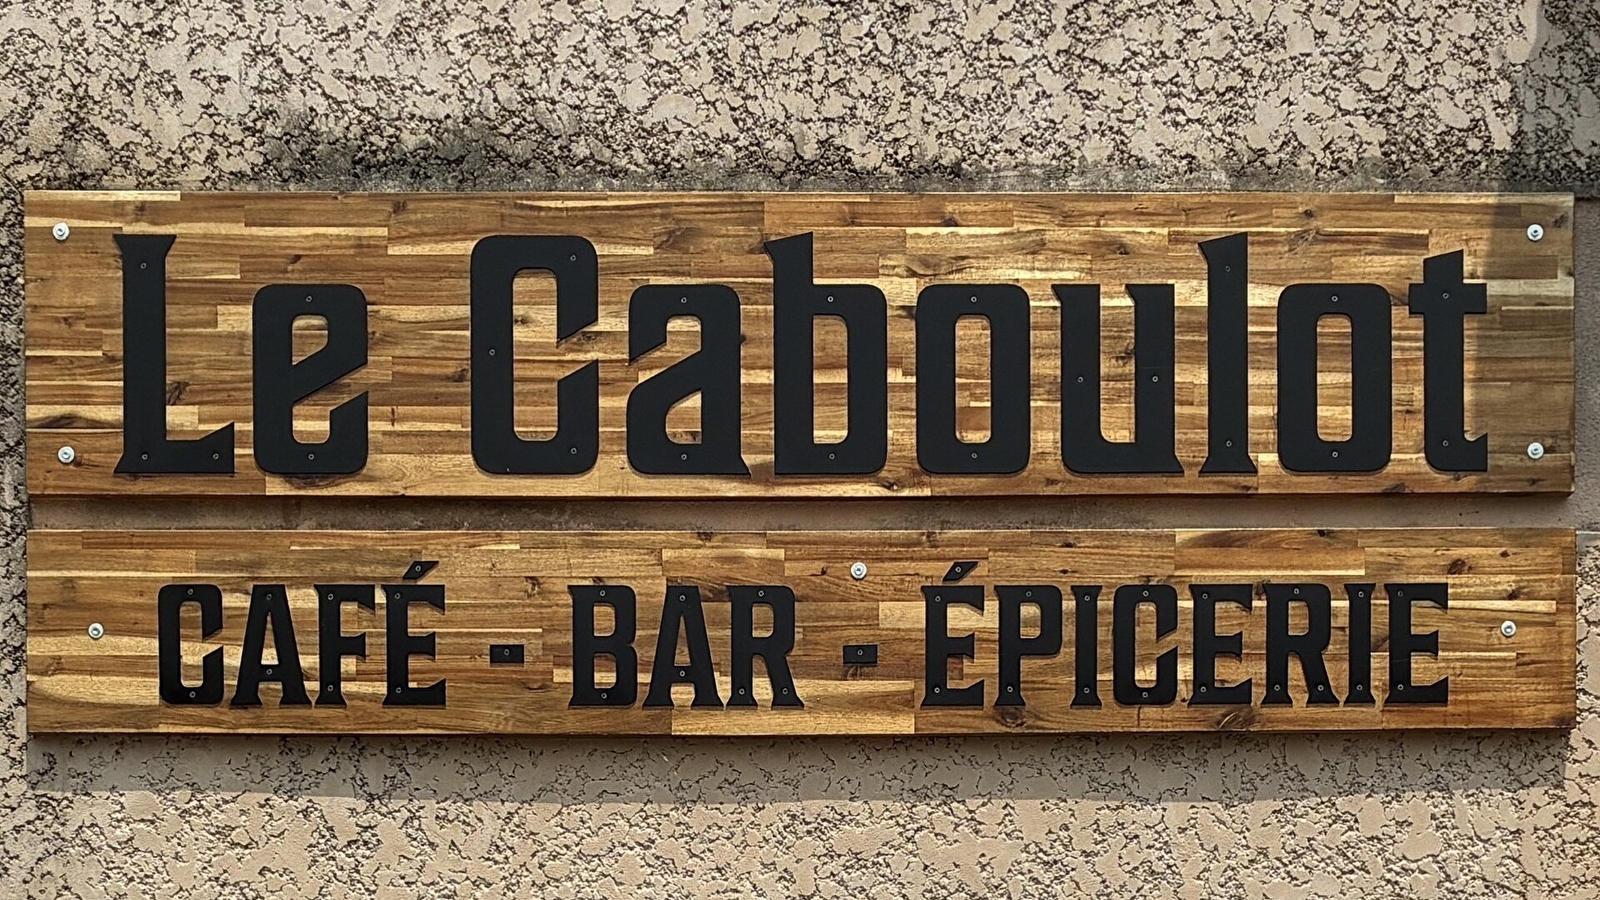 Le Caboulot
CAFÉ - BAR - ÉPICERIE